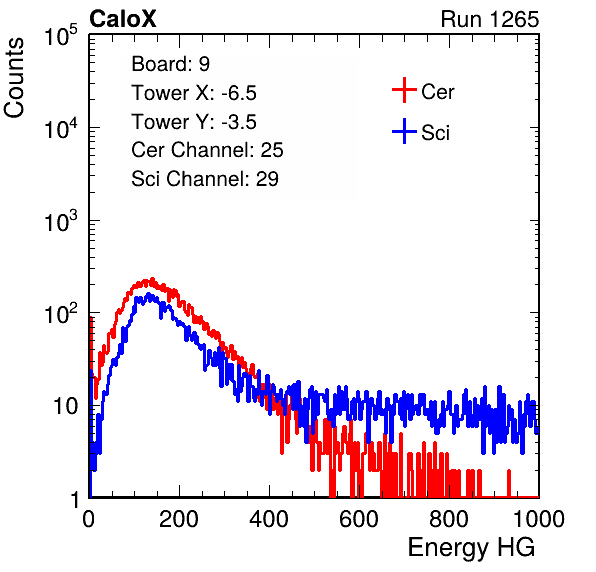 CaloX Run 1265
Counts
10^5
10^4
10^3
10^2
10
1
Board: 9
Tower X: -6.5
Tower Y: -3.5
Cer Channel: 25
Sci Channel: 29
Cer
Sci
0 200 400 600 800 1000
Energy HG